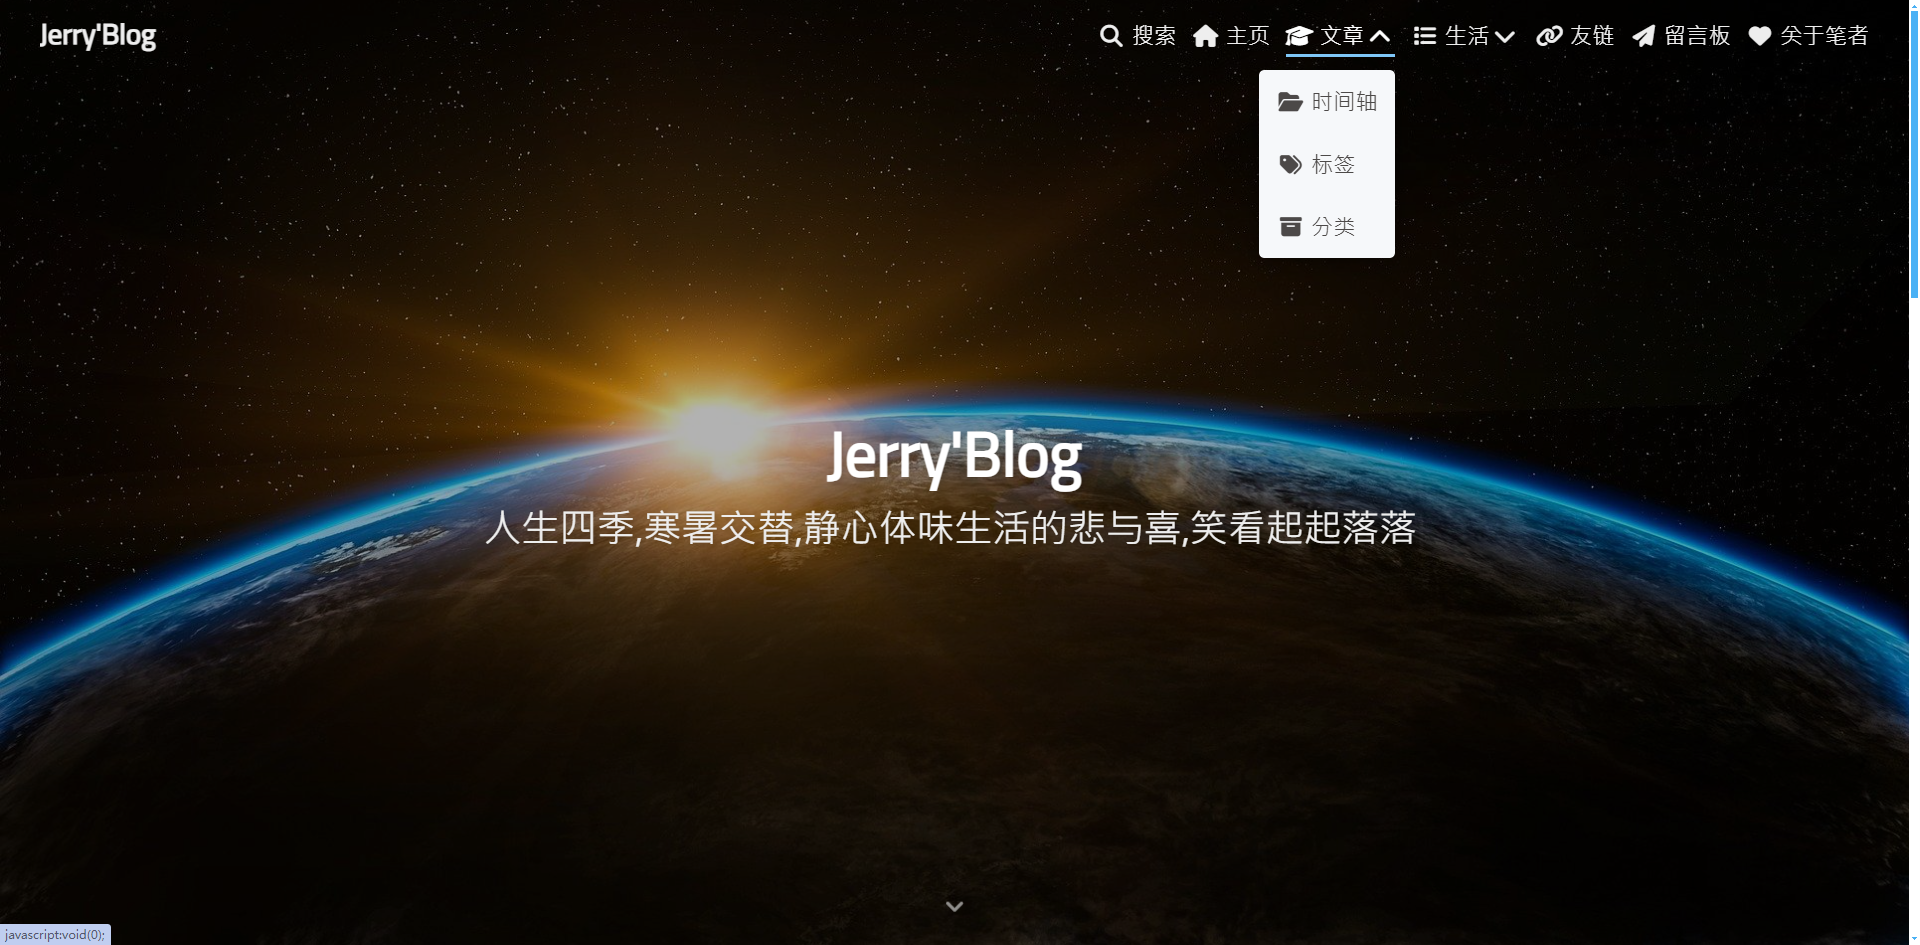 Jerry'Blog
搜索 主页 文章 生活 友链 留言板 关于笔者
时间轴
标签
分类
Jerry'Blog
人生四季,寒暑交替,静心体味生活的悲与喜,笑看起起落落
javascript:void(0);